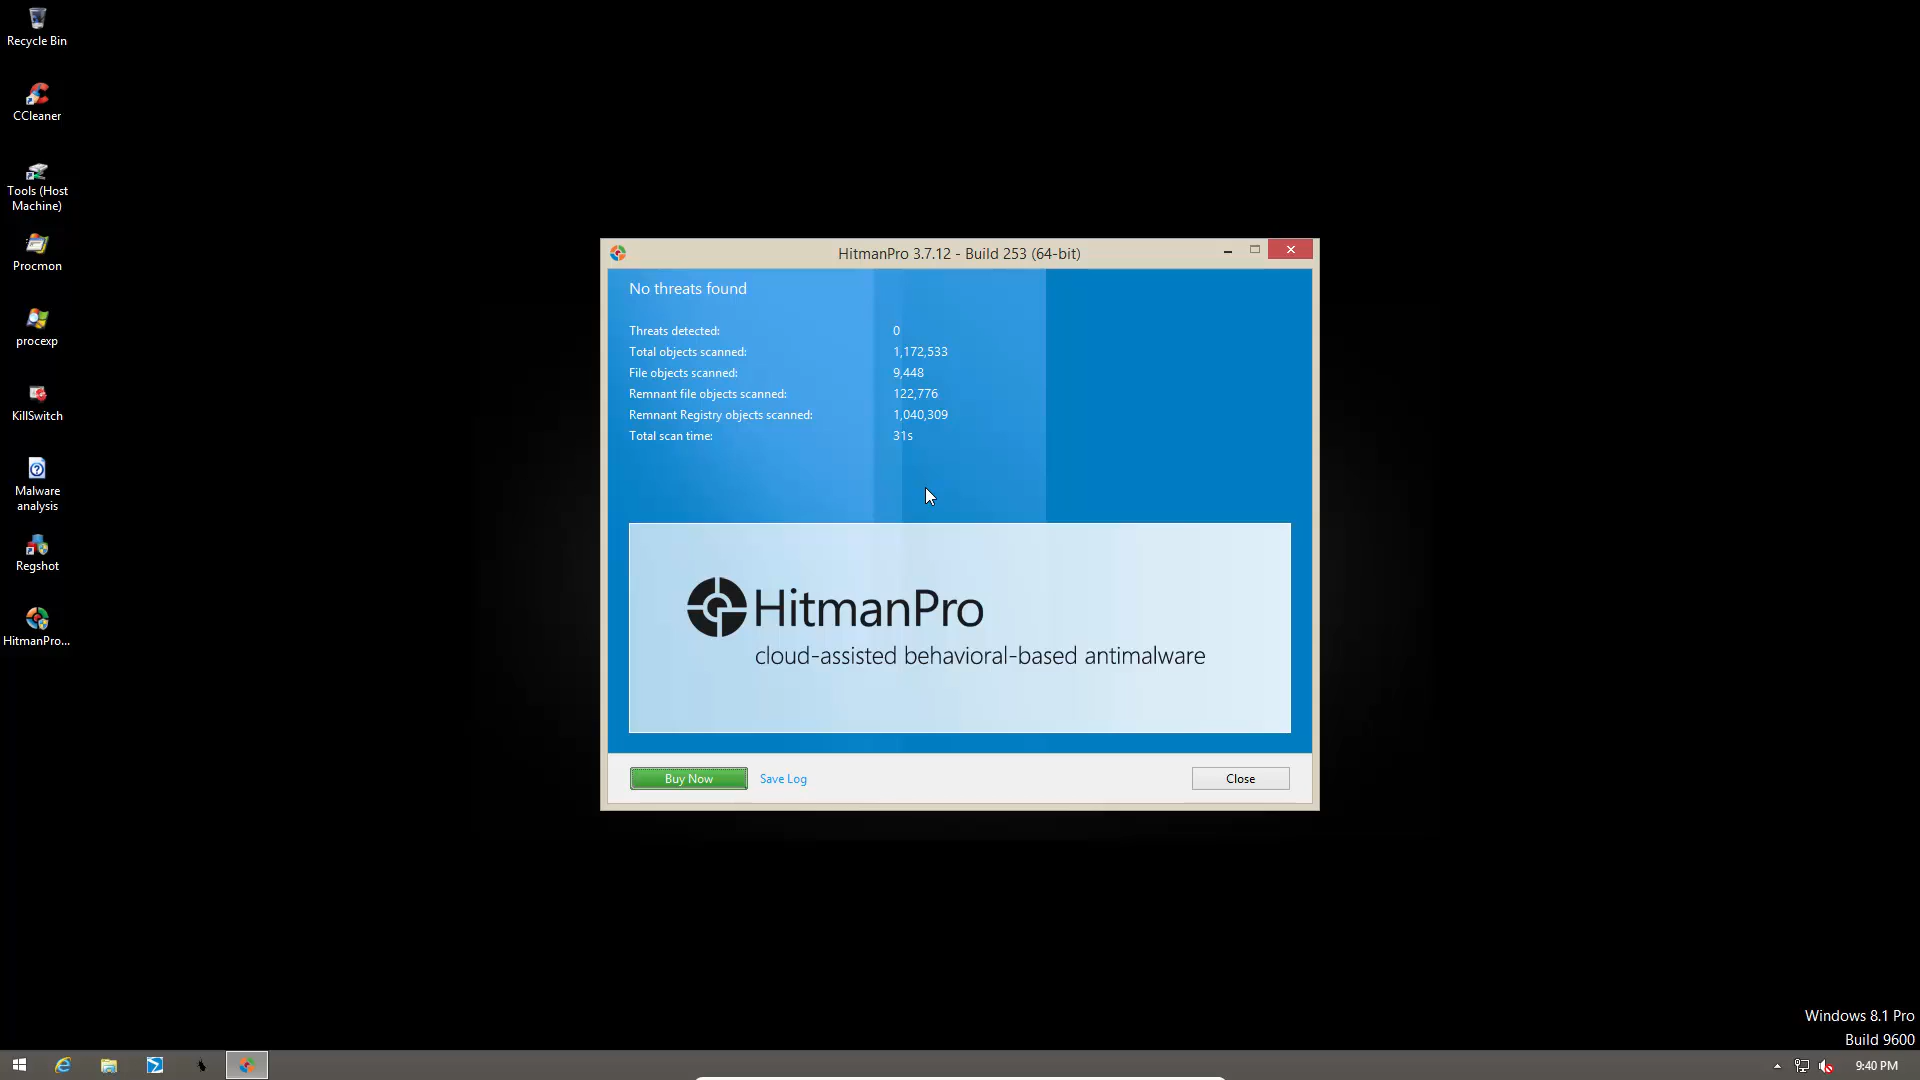 Recycle Bin
CCleaner
Tools (Host
Machine)
Procmon
procexp
KillSwitch
Malware
analysis
Regshot
HitmanPro...
HitmanPro 3.7.12 - Build 253 (64-bit)
No threats found
Threats detected: 0
Total objects scanned: 1,172,533
File objects scanned: 9,448
Remnant file objects scanned: 122,776
Remnant Registry objects scanned: 1,040,309
Total scan time: 31s
HitmanPro
cloud-assisted behavioral-based antimalware
Buy Now Save Log Close
Windows 8.1 Pro
Build 9600
9:40 PM